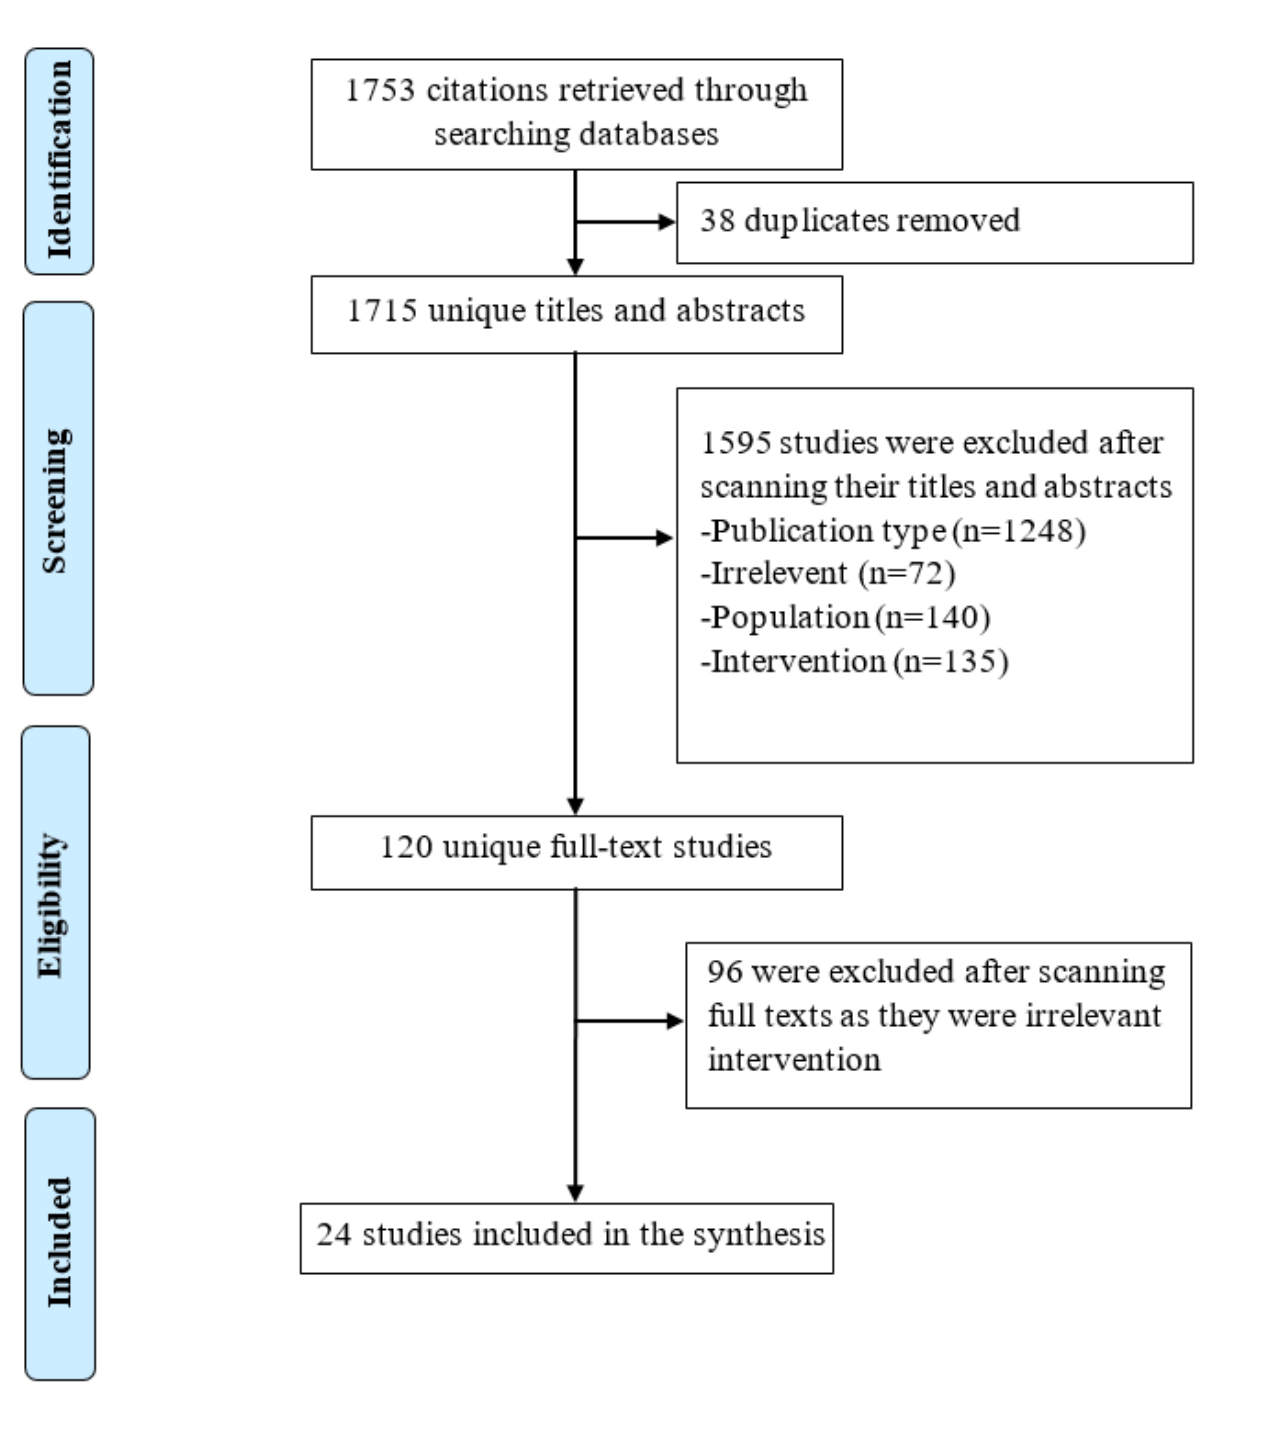 Identification
1753 citations retrieved through
searching databases
38 duplicates removed
1715 unique titles and abstracts
Screening
1595 studies were excluded after
scanning their titles and abstracts
-Publication type (n=1248)
-Irrelevent (n=72)
-Population (n=140)
-Intervention (n=135)
Eligibility
120 unique full-text studies
96 were excluded after scanning
full texts as they were irrelevant
intervention
Included
24 studies included in the synthesis